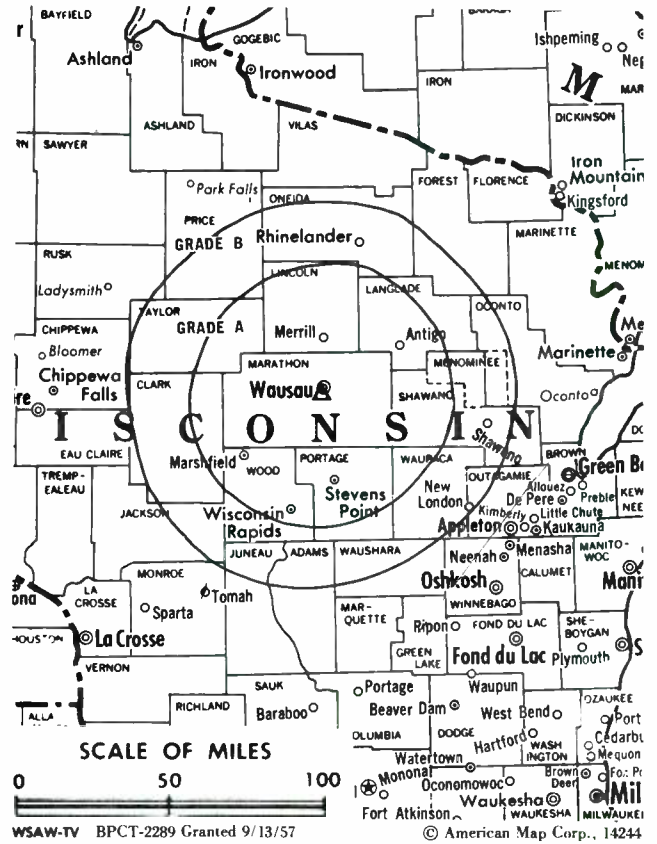 BAYFIELD
GOGEBIC
Ishpeming
Ashland
IRON
Ironwood
IRON
M
DICKINSON
ASHLAND
VILAS
SAWYER
Iron
Mountain
FOREST
FLORENCE
Park Falls
Kingsford
ONEIDA
PRICE
MARINETTE
GRADE B
Rhinelander
RUSK
LINCOLN
Ladysmith
LANGLADE
TAYLOR
OCONTO
GRADE A
CHIPPEWA
Merrill
Antigo
Bloomer
Marinette
MARATHON
MENOMINEE
Chippewa
Falls
CLARK
Wausau
SHAWANO
Oconto
I S C O N S I N
Shawano
EAU CLAIRE
BROWN
Marshfield
WOOD
PORTAGE
WAUPACA
TREMP-
EALEAU
OUTAGAMIE
Green B
Stevens
Point
New
London
Allouez
De Pere
Preble
JACKSON
Wisconsin
Rapids
Kimberly
Little Chute
Appleton
Kaukauna
JUNEAU
ADAMS
WAUSHARA
Neenah
Menasha
MANITO-
WOC
MONROE
CALUMET
LA
CROSSE
Tomah
Oshkosh
Sparta
MAR-
QUETTE
WINNEBAGO
HOUSTON
La Crosse
Ripon
FOND DU LAC
SHE-
BOYGAN
GREEN
LAKE
Fond du Lac
Plymouth
VERNON
SAUK
Portage
Waupun
RICHLAND
Baraboo
Beaver Dam
West Bend
OZAUKEE
Port
DODGE
Hartford
WASH
INGTON
Cedarbu
Mequon
SCALE OF MILES
Watertown
0 50 100
Monona
Oconomowoc
Brown
Deer
Fort Atkinson
Waukesha
WAUKESHA
Mil
MILWAUKE
WSAW-TV BPCT-2289 Granted 9/13/57
© American Map Corp., 14244